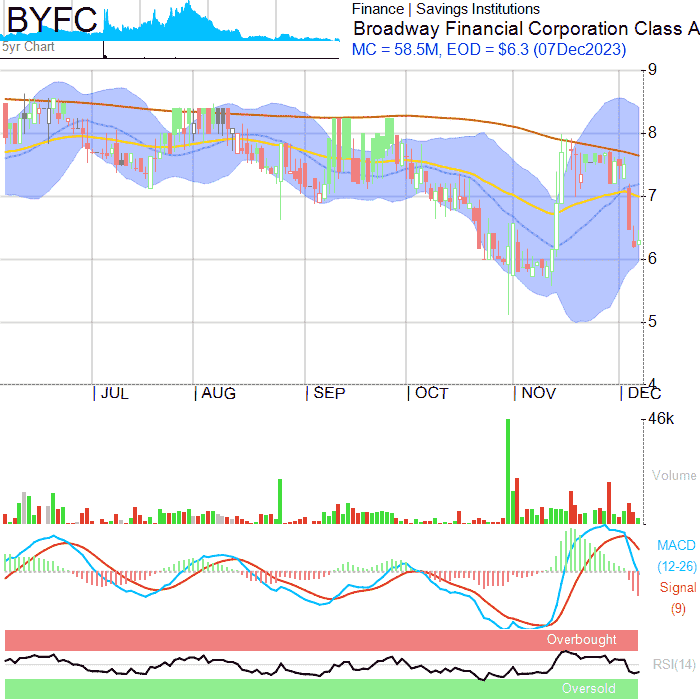 BYFC
5yr Chart
Finance | Savings Institutions
Broadway Financial Corporation Class A
MC = 58.5M, EOD = $6.3 (07Dec2023)
9
8
7
6
5
4
JUL AUG SEP OCT NOV DEC
46k
Volume
MACD
(12-26)
Signal
(9)
Overbought
RSI(14)
Oversold